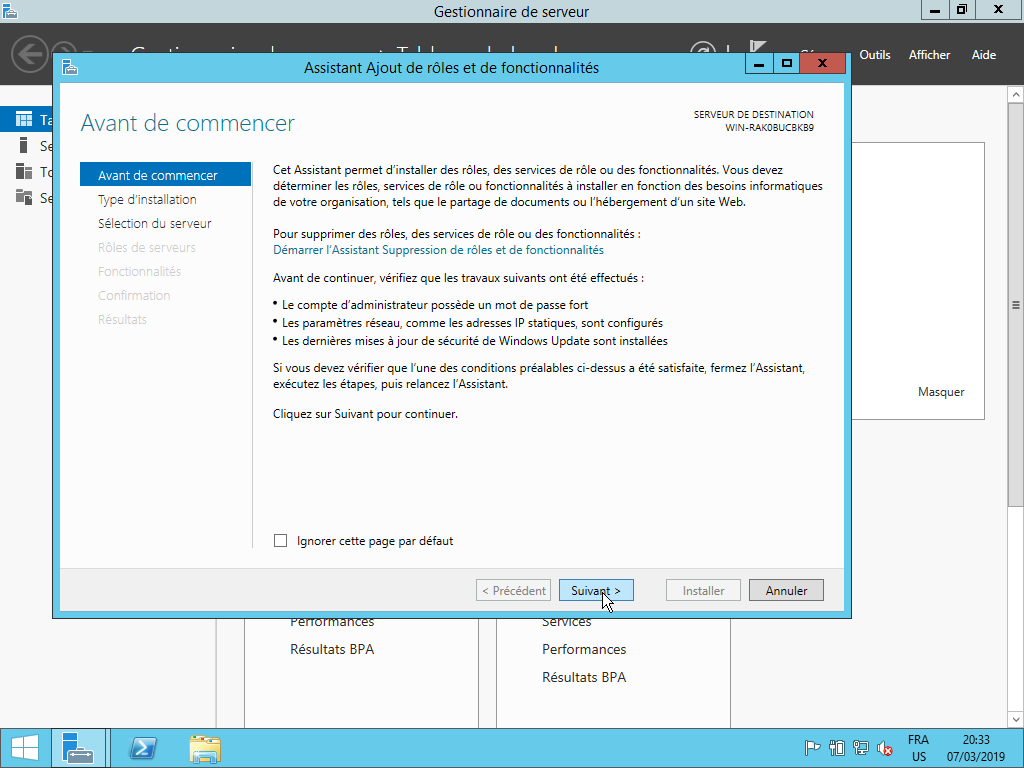 Gestionnaire de serveur
Outils
Afficher
Aide
Assistant Ajout de rôles et de fonctionnalités
Avant de commencer
SERVEUR DE DESTINATION
WIN-RAK0BUCBKB9
Avant de commencer
Type d'installation
Sélection du serveur
Rôles de serveurs
Fonctionnalités
Confirmation
Résultats
Cet Assistant permet d'installer des rôles, des services de rôle ou des fonctionnalités. Vous devez
déterminer les rôles, services de rôle ou fonctionnalités à installer en fonction des besoins informatiques
de votre organisation, tels que le partage de documents ou l'hébergement d'un site Web.
Pour supprimer des rôles, des services de rôle ou des fonctionnalités :
Démarrer l'Assistant Suppression de rôles et de fonctionnalités
Avant de continuer, vérifiez que les travaux suivants ont été effectués :
• Le compte d'administrateur possède un mot de passe fort
• Les paramètres réseau, comme les adresses IP statiques, sont configurés
• Les dernières mises à jour de sécurité de Windows Update sont installées
Si vous devez vérifier que l'une des conditions préalables ci-dessus a été satisfaite, fermez l'Assistant,
exécutez les étapes, puis relancez l'Assistant.
Cliquez sur Suivant pour continuer.
Ignorer cette page par défaut
< Précédent
Suivant >
Installer
Annuler
Masquer
Performances
Résultats BPA
Services
Performances
Résultats BPA
FRA
US
20:33
07/03/2019